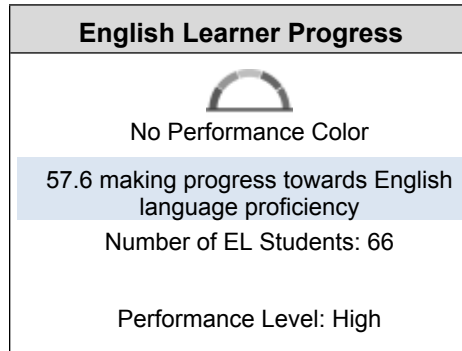 English Learner Progress
No Performance Color
57.6 making progress towards English
language proficiency
Number of EL Students: 66
Performance Level: High